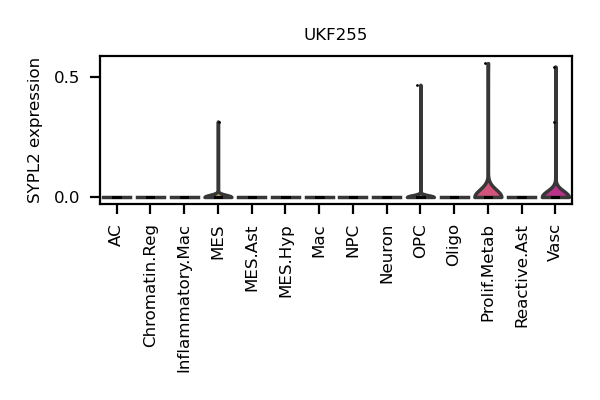 UKF255
SYPL2 expression
0.5
0.0
AC
Chromatin.Reg
Inflammatory.Mac
MES
MES.Ast
MES.Hyp
Mac
NPC
Neuron
OPC
Oligo
Prolif.Metab
Reactive.Ast
Vasc